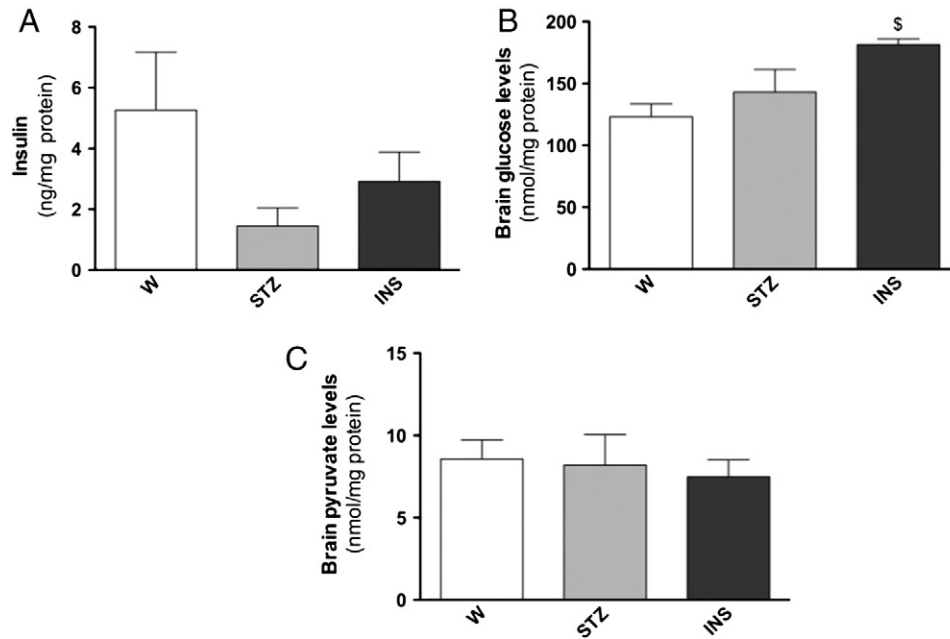 A
Insulin
(ng/mg protein)
8
6
4
2
0
W
STZ
INS
B
Brain glucose levels
(nmol/mg protein)
200
150
100
50
0
$
W
STZ
INS
C
Brain pyruvate levels
(nmol/mg protein)
15
10
5
0
W
STZ
INS